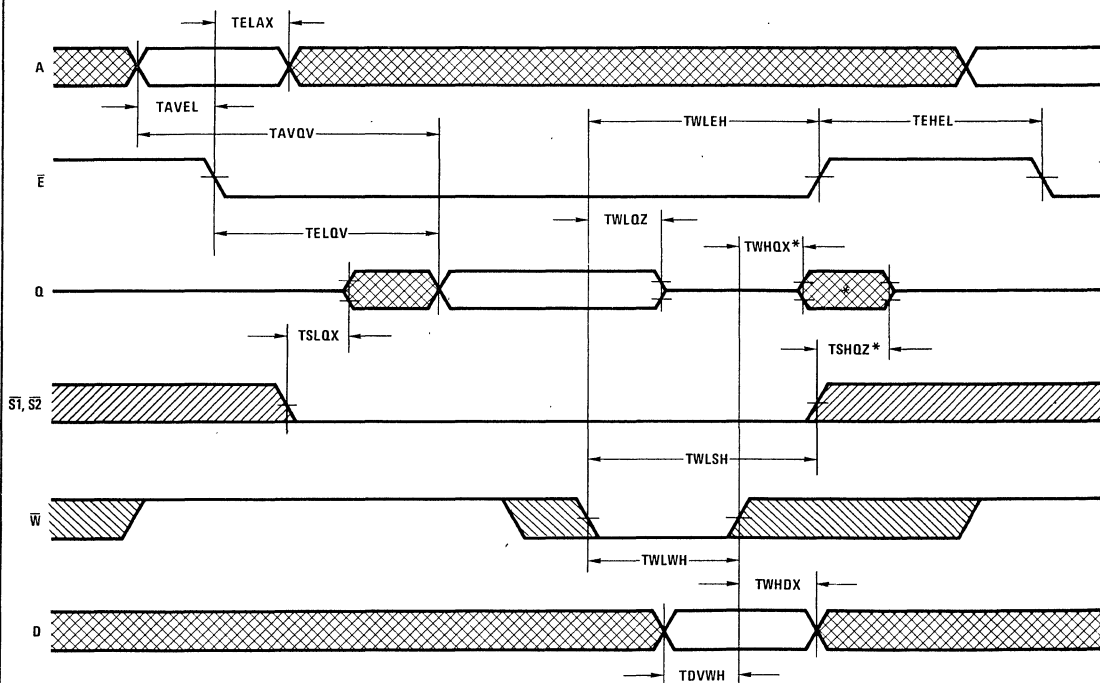 TELAX
A
TAVEL
TAVQV
TWLEH
TEHEL
E̅
TELQV
TWLQZ
TWHQX*
Q
*
TSLQX
TSHQZ*
S̅1̅, S̅2̅
TWLSH
W̅
TWLWH
TWHDX
D
TDVWH